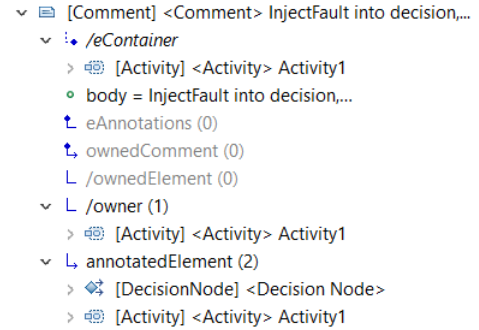 [Comment] <Comment> InjectFault into decision,...
/eContainer
[Activity] <Activity> Activity1
body = InjectFault into decision,...
eAnnotations (0)
ownedComment (0)
/ownedElement (0)
/owner (1)
[Activity] <Activity> Activity1
annotatedElement (2)
[DecisionNode] <Decision Node>
[Activity] <Activity> Activity1